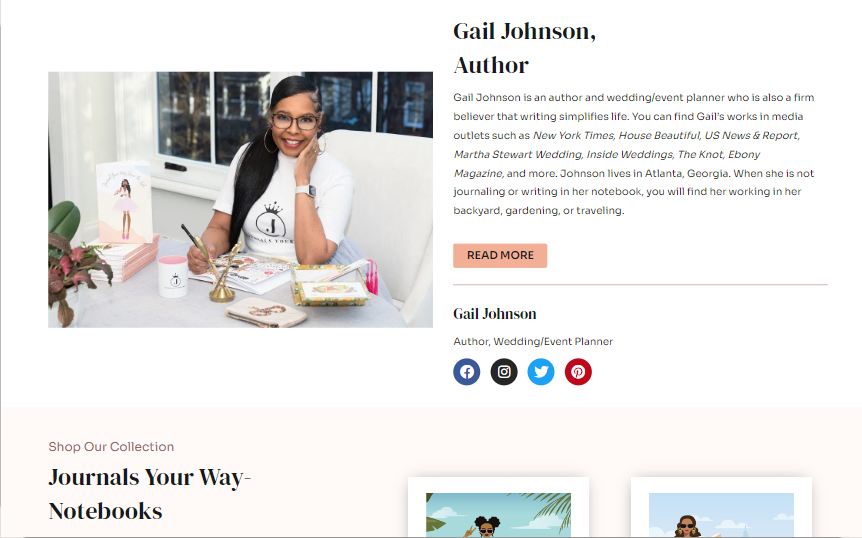 Gail Johnson,
Author
Gail Johnson is an author and wedding/event planner who is also a firm
believer that writing simplifies life. You can find Gail's works in media
outlets such as New York Times, House Beautiful, US News & Report,
Martha Stewart Wedding, Inside Weddings, The Knot, Ebony
Magazine, and more. Johnson lives in Atlanta, Georgia. When she is not
journaling or writing in her notebook, you will find her working in her
backyard, gardening, or traveling.
READ MORE
Gail Johnson
Author, Wedding/Event Planner
J
Shop Our Collection
Journals Your Way-
Notebooks